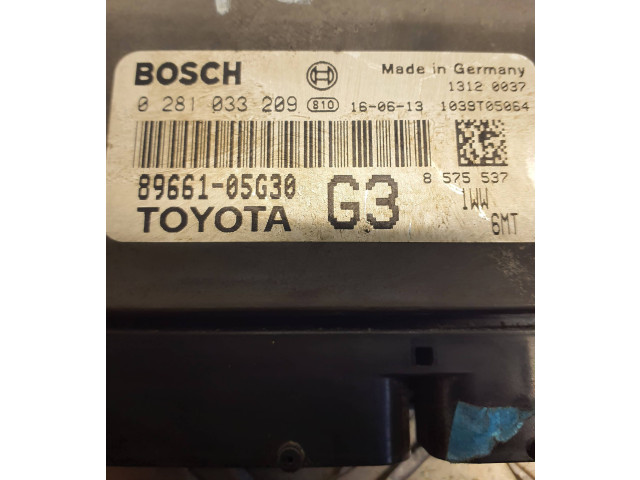 BOSCH
Made in Germany
1312 0037
0 281 033 209 810 16-06-13 1039T05064
89661-05G30 G3 8 575 537
TOYOTA 1WW
6MT